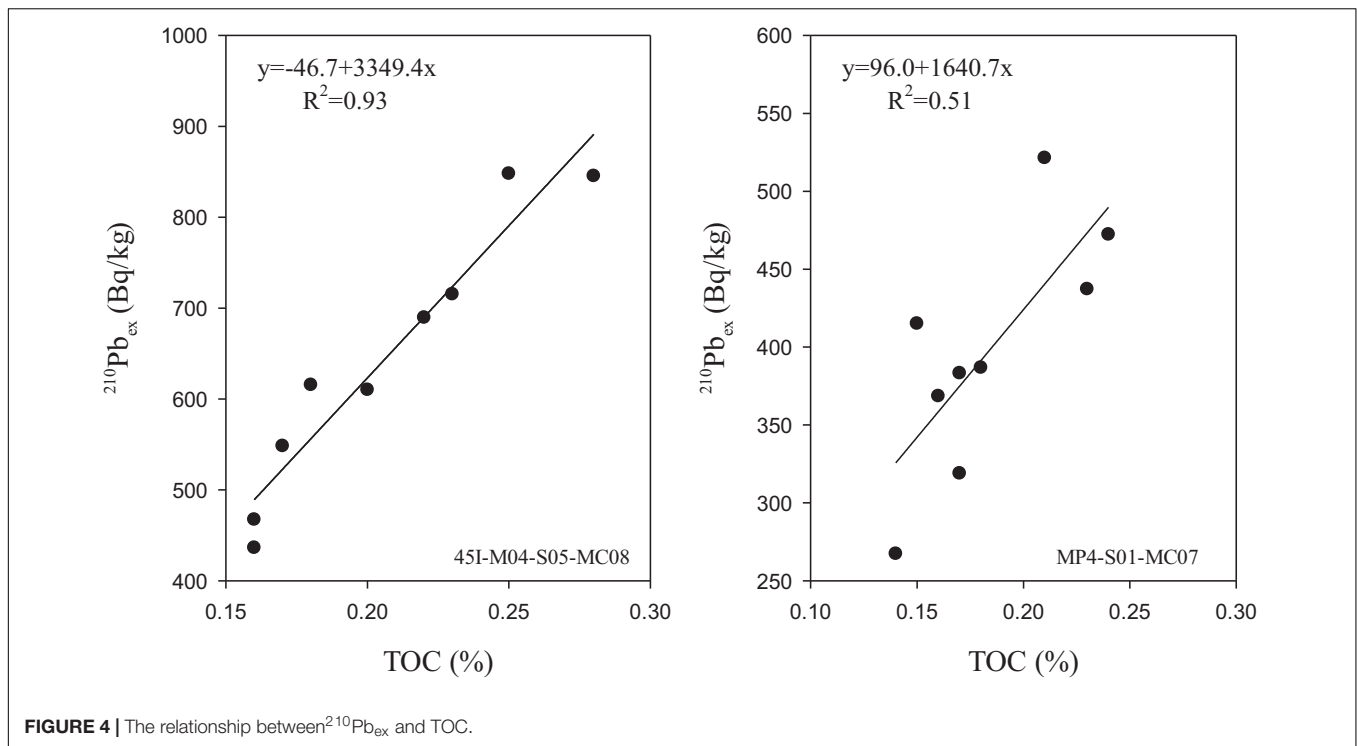 1000
900
800
700
600
500
400
0.15 0.20 0.25 0.30
²¹⁰Pbₑₓ (Bq/kg)
TOC (%)
y=-46.7+3349.4x
R²=0.93
45I-M04-S05-MC08
600
550
500
450
400
350
300
250
0.10 0.15 0.20 0.25 0.30
²¹⁰Pbₑₓ (Bq/kg)
TOC (%)
y=96.0+1640.7x
R²=0.51
MP4-S01-MC07
FIGURE 4 | The relationship between²¹⁰Pbₑₓ and TOC.